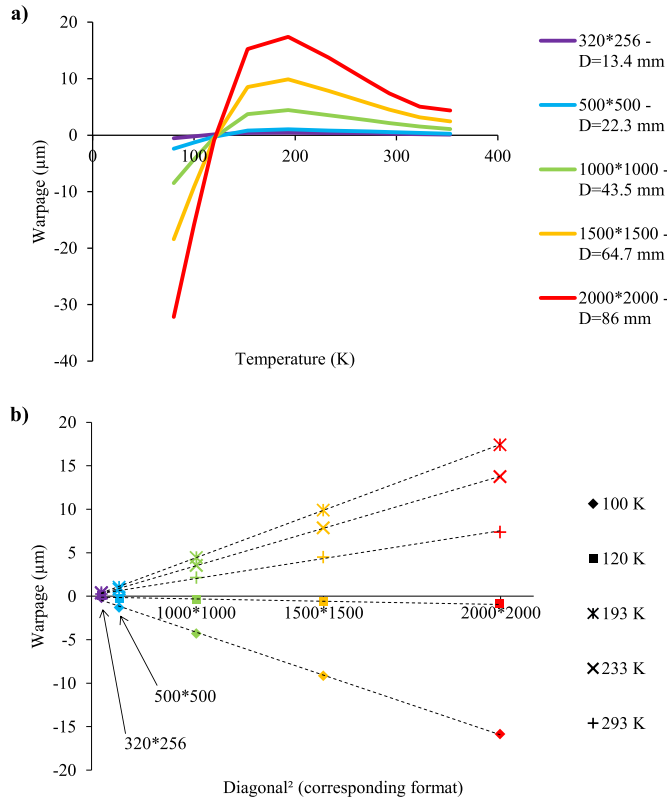 a)
20
10
0
-10
-20
-30
-40
0
100
200
300
400
Warpage (µm)
Temperature (K)
320*256 -
D=13.4 mm
500*500 -
D=22.3 mm
1000*1000 -
D=43.5 mm
1500*1500 -
D=64.7 mm
2000*2000 -
D=86 mm
b)
20
15
10
5
0
-5
-10
-15
-20
Warpage (µm)
1000*1000
1500*1500
2000*2000
500*500
320*256
Diagonal² (corresponding format)
100 K
120 K
193 K
233 K
293 K